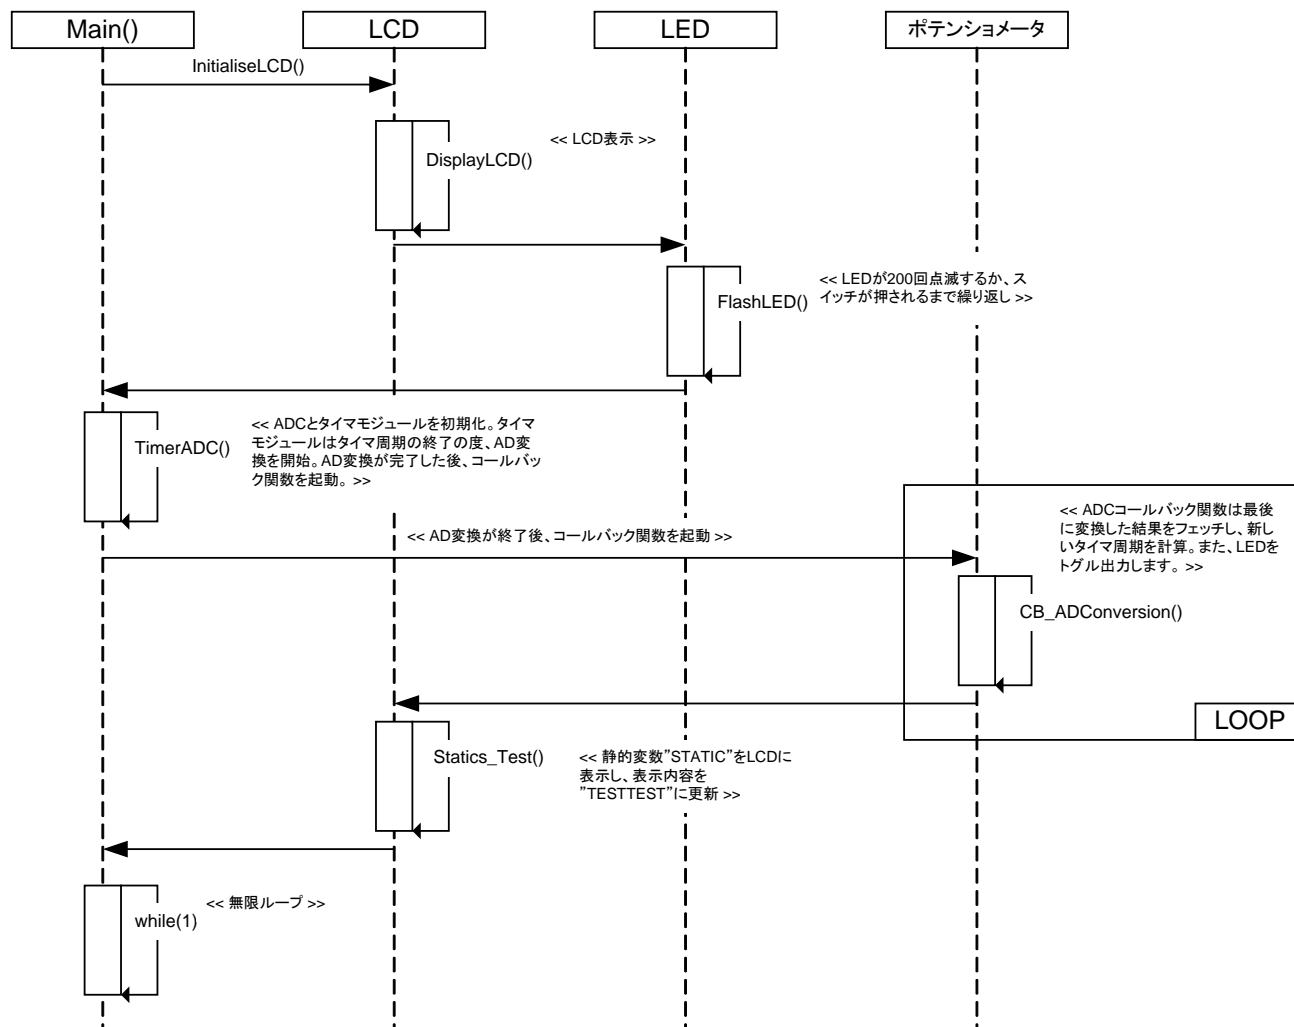 Main()
LCD
LED
ポテンショメータ
InitialiseLCD()
<< LCD表示 >>
DisplayLCD()
<< LEDが200回点滅するか、ス
イッチが押されるまで繰り返し >>
FlashLED()
<< ADCとタイマモジュールを初期化。タイマ
モジュールはタイマ周期の終了の度、AD変
換を開始。AD変換が完了した後、コールバッ
ク関数を起動。 >>
TimerADC()
<< ADCコールバック関数は最後
に変換した結果をフェッチし、新し
いタイマ周期を計算。また、LEDを
トグル出力します。 >>
<< AD変換が終了後、コールバック関数を起動 >>
CB_ADConversion()
LOOP
Statics_Test()
<< 静的変数”STATIC”をLCDに
表示し、表示内容を
”TESTTEST”に更新 >>
<< 無限ループ >>
while(1)